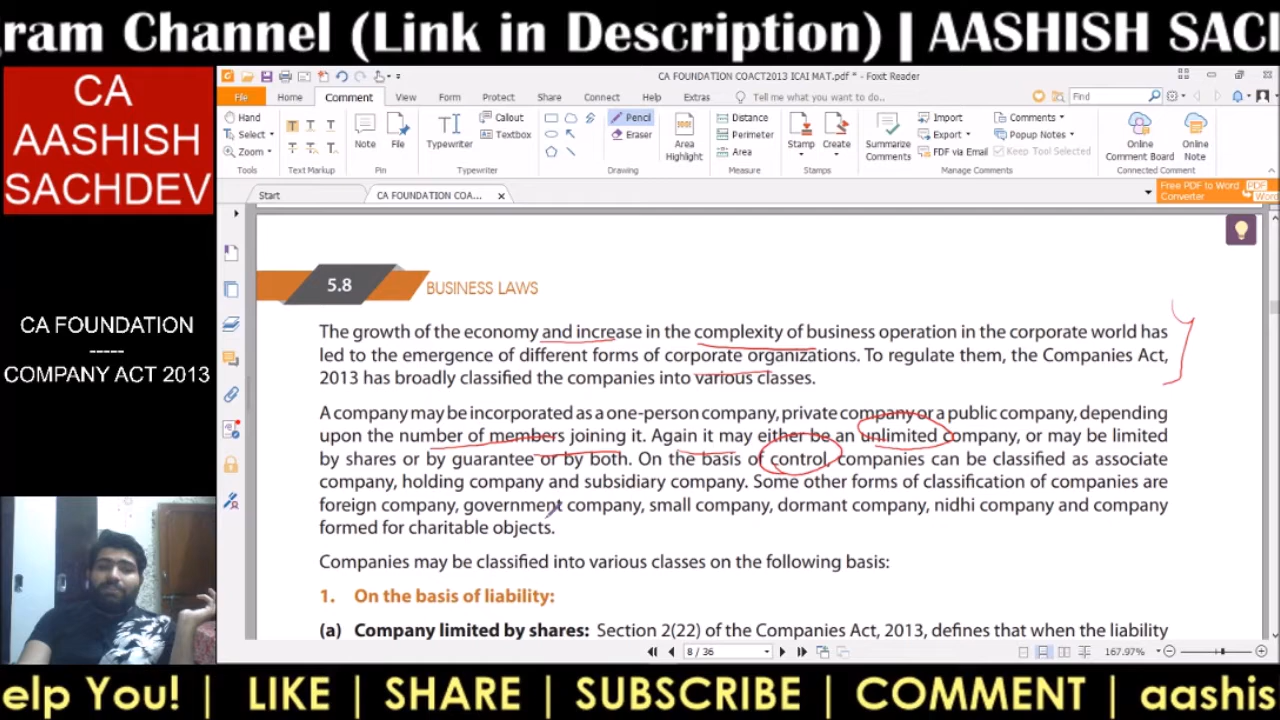 ram Channel (Link in Description) | AASHISH SACH
CA
AASHISH
SACHDEV
CA FOUNDATION
-----
COMPANY ACT 2013
CA FOUNDATION COACT2013 ICAI MAT.pdf * - Foxit Reader
File Home Comment View Form Protect Share Connect Help Extras Tell me what you want to do.. Find
Hand
Select
Zoom
Tools
Text Markup
Note
File
Pin
Typewriter
Callout
Textbox
Typewriter
Pencil
Eraser
Drawing
Area
Highlight
Distance
Perimeter
Area
Measure
Stamp
Create
Stamps
Summarize
Comments
Import
Export
FDF via Email
Comments
Popup Notes
Keep Tool Selected
Manage Comments
Online
Comment Board
Online
Note
Connected Comment
Start
CA FOUNDATION COA...
Free PDF to Word
Converter
PDF
Word
5.8 BUSINESS LAWS
The growth of the economy and increase in the complexity of business operation in the corporate world has
led to the emergence of different forms of corporate organizations. To regulate them, the Companies Act,
2013 has broadly classified the companies into various classes.
A company may be incorporated as a one-person company, private company or a public company, depending
upon the number of members joining it. Again it may either be an unlimited company, or may be limited
by shares or by guarantee or by both. On the basis of control, companies can be classified as associate
company, holding company and subsidiary company. Some other forms of classification of companies are
foreign company, government company, small company, dormant company, nidhi company and company
formed for charitable objects.
Companies may be classified into various classes on the following basis:
1. On the basis of liability:
(a) Company limited by shares: Section 2(22) of the Companies Act, 2013, defines that when the liability
8 / 36
167.97%
elp You! | LIKE | SHARE | SUBSCRIBE | COMMENT | aashis